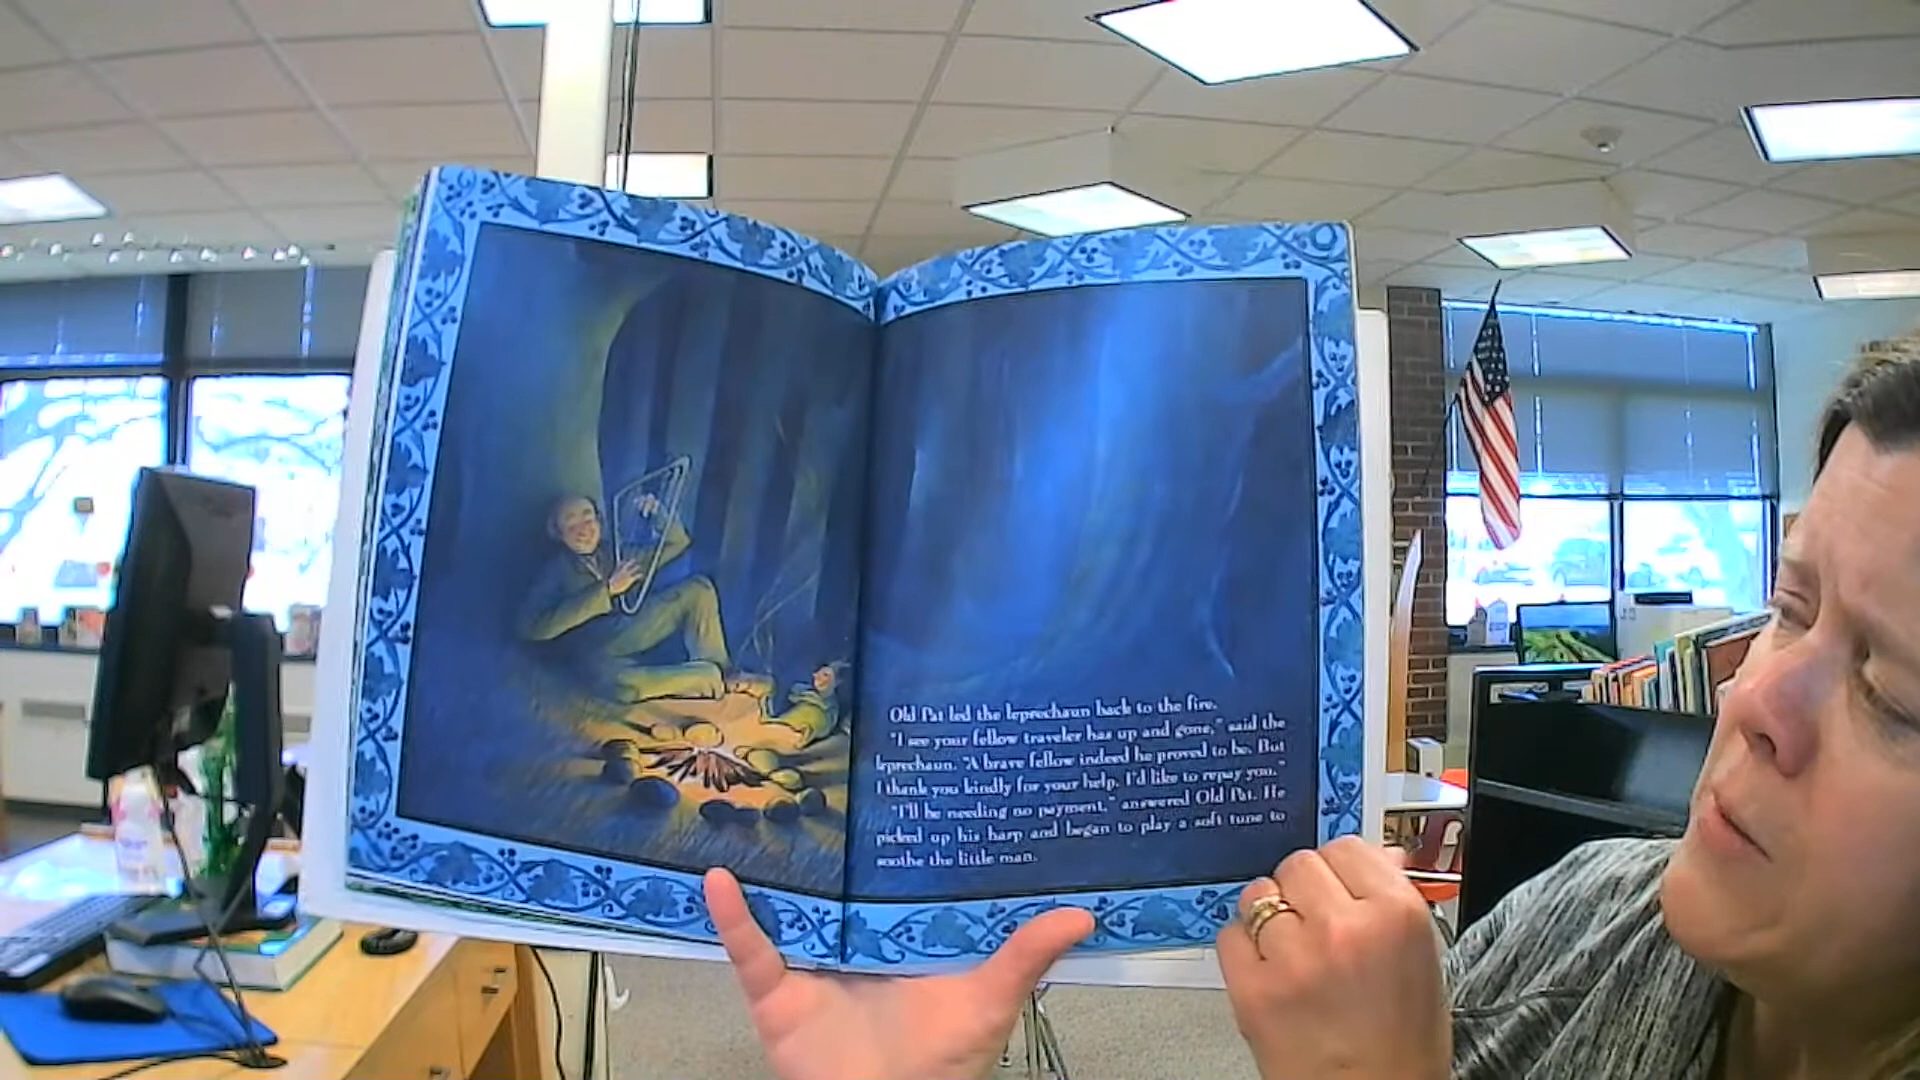 Old Pat led the leprechaun back to the fire.
"I see your fellow traveler has up and gone," said the
leprechaun. "A brave fellow indeed he proved to be. But
I thank you kindly for your help. I'd like to repay you."
"I'll be needing no payment," answered Old Pat. He
picked up his harp and began to play a soft tune to
soothe the little man.